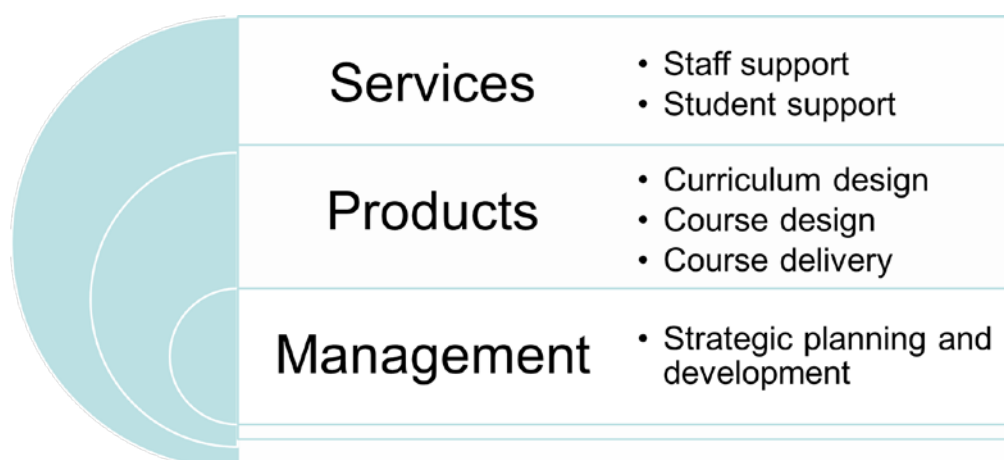 Services
• Staff support
• Student support
Products
• Curriculum design
• Course design
• Course delivery
Management
• Strategic planning and
development